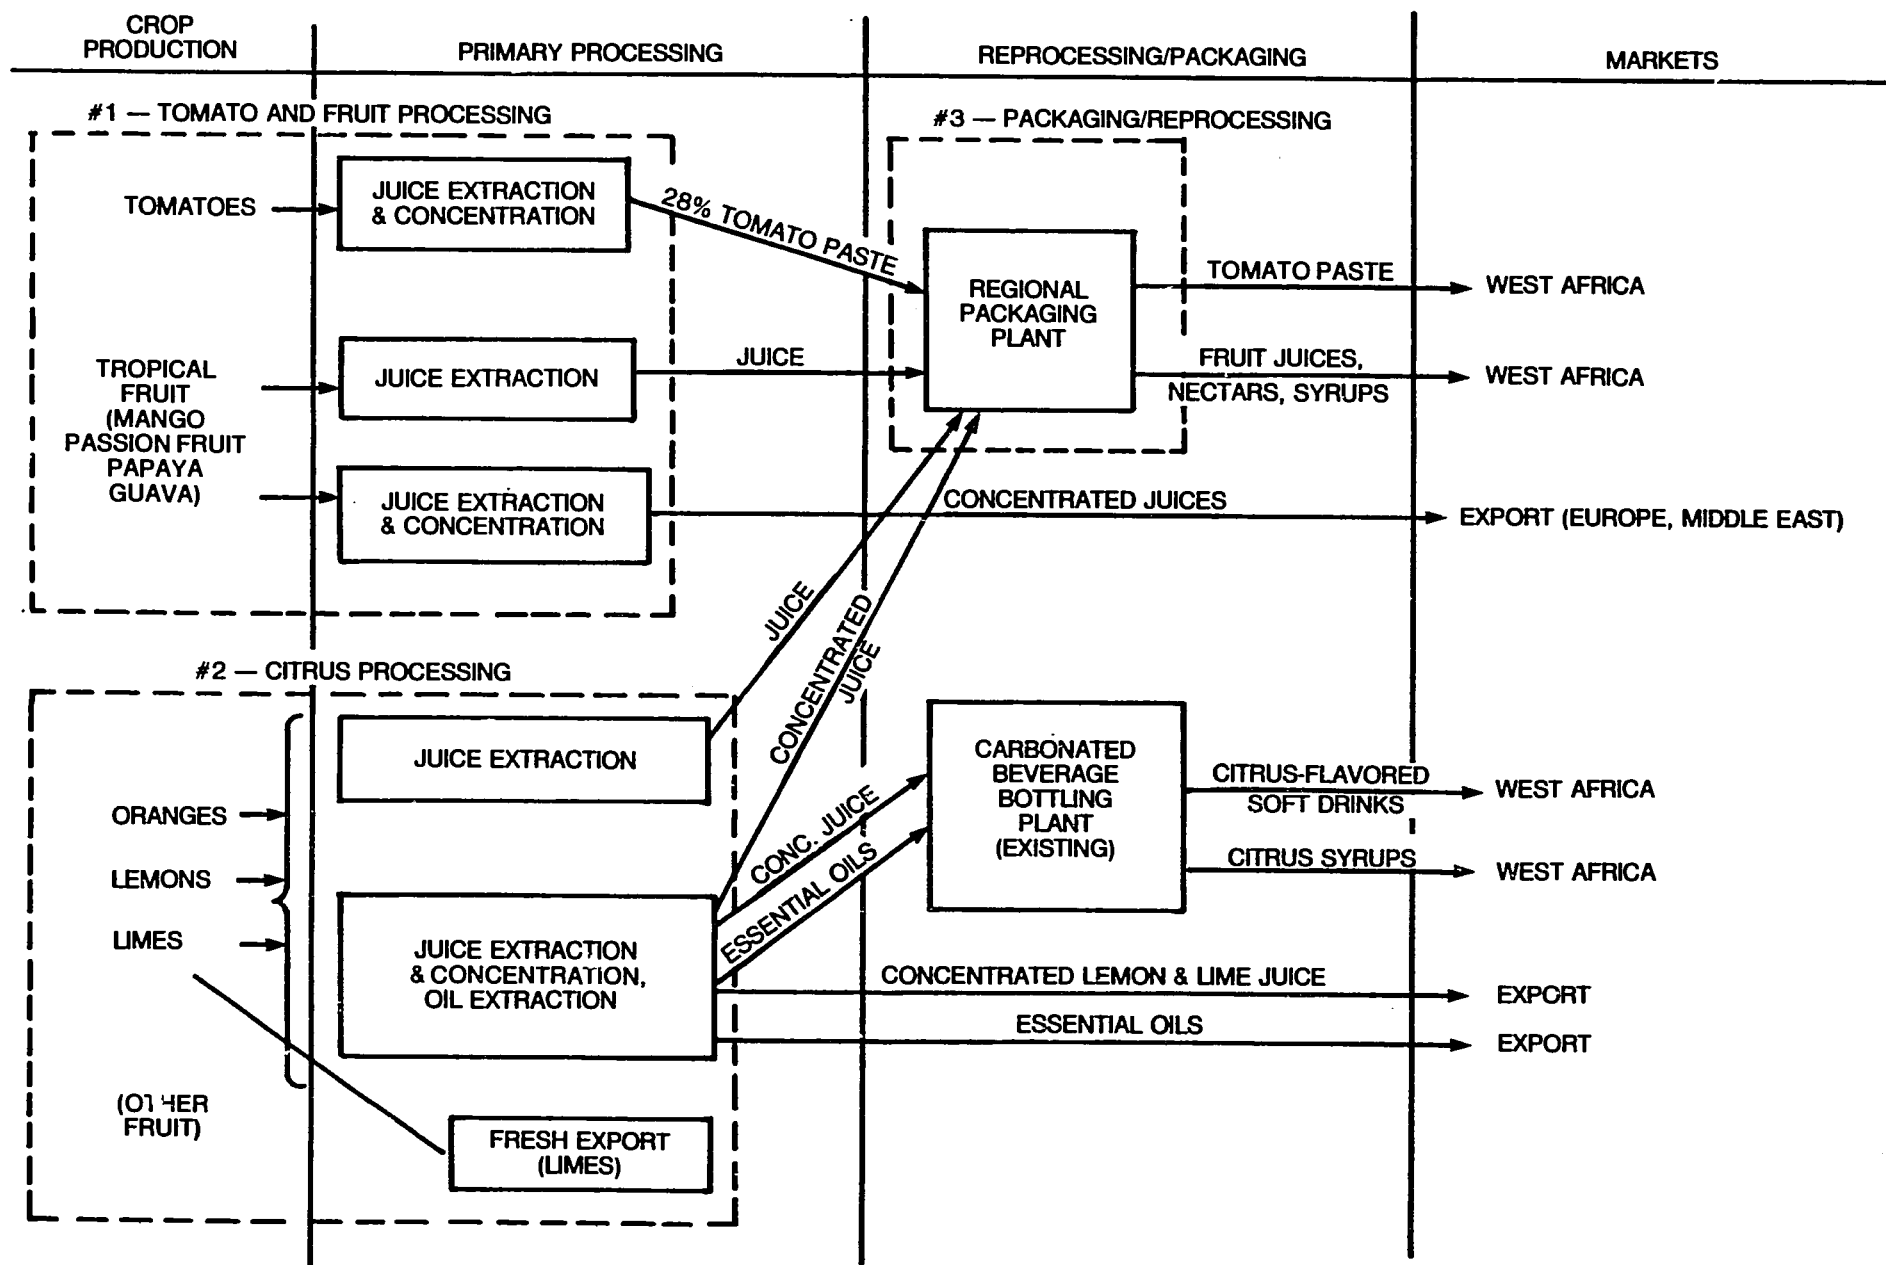 CROP
PRODUCTION
PRIMARY PROCESSING
REPROCESSING/PACKAGING
MARKETS
#1 — TOMATO AND FRUIT PROCESSING
#3 — PACKAGING/REPROCESSING
TOMATOES
JUICE EXTRACTION
& CONCENTRATION
28% TOMATO PASTE
REGIONAL
PACKAGING
PLANT
TOMATO PASTE
WEST AFRICA
TROPICAL
FRUIT
(MANGO
PASSION FRUIT
PAPAYA
GUAVA)
JUICE EXTRACTION
JUICE
FRUIT JUICES,
NECTARS, SYRUPS
WEST AFRICA
JUICE EXTRACTION
& CONCENTRATION
CONCENTRATED JUICES
EXPORT (EUROPE, MIDDLE EAST)
JUICE
CONCENTRATED
JUICE
#2 — CITRUS PROCESSING
JUICE EXTRACTION
ORANGES
LEMONS
LIMES
JUICE EXTRACTION
& CONCENTRATION,
OIL EXTRACTION
CONC. JUICE
ESSENTIAL OILS
CARBONATED
BEVERAGE
BOTTLING
PLANT
(EXISTING)
CITRUS-FLAVORED
SOFT DRINKS
WEST AFRICA
CITRUS SYRUPS
WEST AFRICA
CONCENTRATED LEMON & LIME JUICE
EXPORT
ESSENTIAL OILS
EXPORT
(OTHER
FRUIT)
FRESH EXPORT
(LIMES)